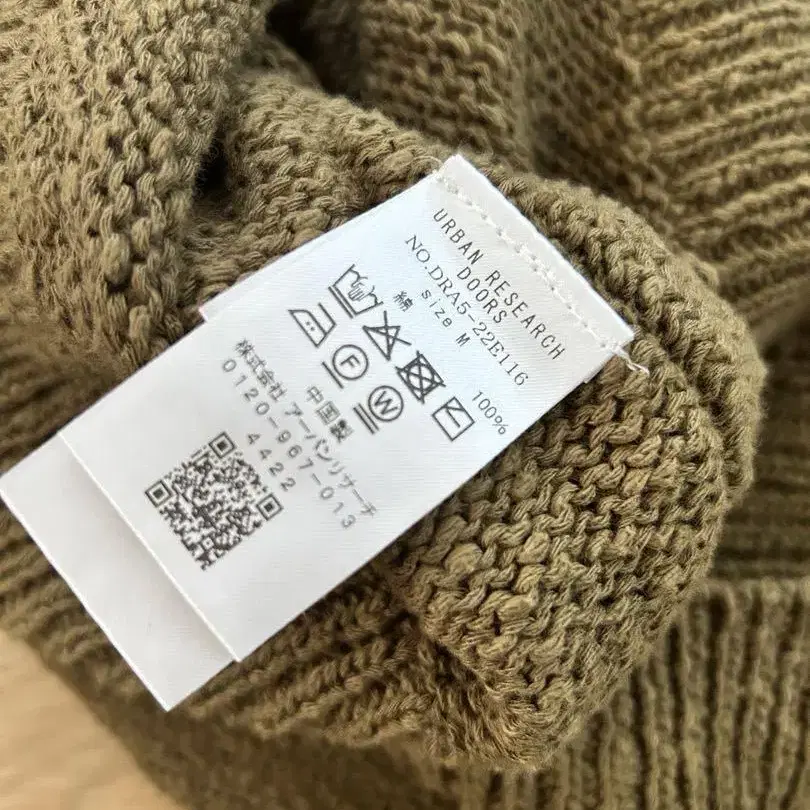 URBAN RESEARCH
DOORS
NO.DRA5-22E116
size M
綿 100%
F W
中国製
株式会社 アーバンリサーチ
0120-967-013
4422